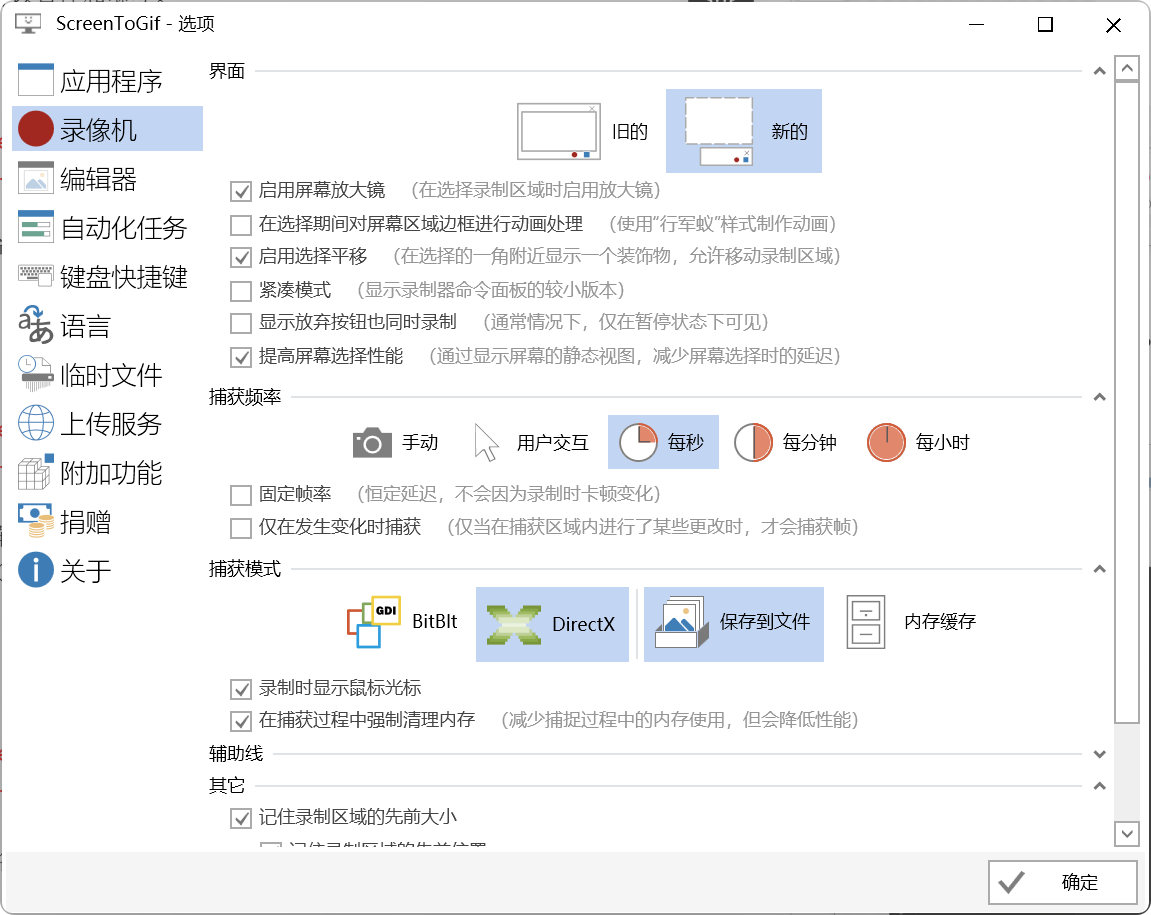 ScreenToGif - 选项
应用程序
录像机
编辑器
自动化任务
键盘快捷键
语言
临时文件
上传服务
附加功能
捐赠
关于
界面
旧的
新的
启用屏幕放大镜 (在选择录制区域时启用放大镜)
在选择期间对屏幕区域边框进行动画处理 (使用“行军蚁”样式制作动画)
启用选择平移 (在选择的一角附近显示一个装饰物，允许移动录制区域)
紧凑模式 (显示录制器命令面板的较小版本)
显示放弃按钮也同时录制 (通常情况下，仅在暂停状态下可见)
提高屏幕选择性能 (通过显示屏幕的静态视图，减少屏幕选择时的延迟)
捕获频率
手动 用户交互 每秒 每分钟 每小时
固定帧率 (恒定延迟，不会因为录制时卡顿变化)
仅在发生变化时捕获 (仅当在捕获区域内进行了某些更改时，才会捕获帧)
捕获模式
GDI BitBlt DirectX 保存到文件 内存缓存
录制时显示鼠标光标
在捕获过程中强制清理内存 (减少捕捉过程中的内存使用，但会降低性能)
辅助线
其它
记住录制区域的先前大小
记住录制区域的先前位置
确定